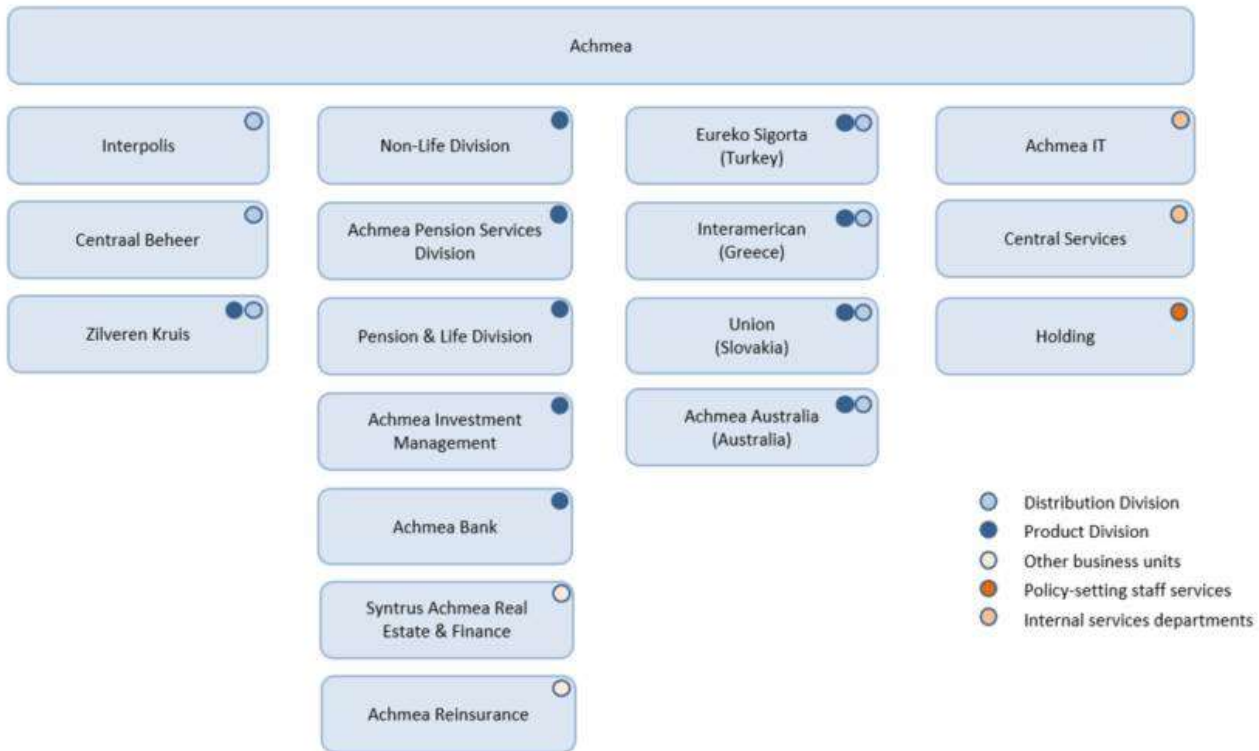 Achmea
Interpolis
Centraal Beheer
Zilveren Kruis
Non-Life Division
Achmea Pension Services
Division
Pension & Life Division
Achmea Investment
Management
Achmea Bank
Syntrus Achmea Real
Estate & Finance
Achmea Reinsurance
Eureko Sigorta
(Turkey)
Interamerican
(Greece)
Union
(Slovakia)
Achmea Australia
(Australia)
Achmea IT
Central Services
Holding
Distribution Division
Product Division
Other business units
Policy-setting staff services
Internal services departments